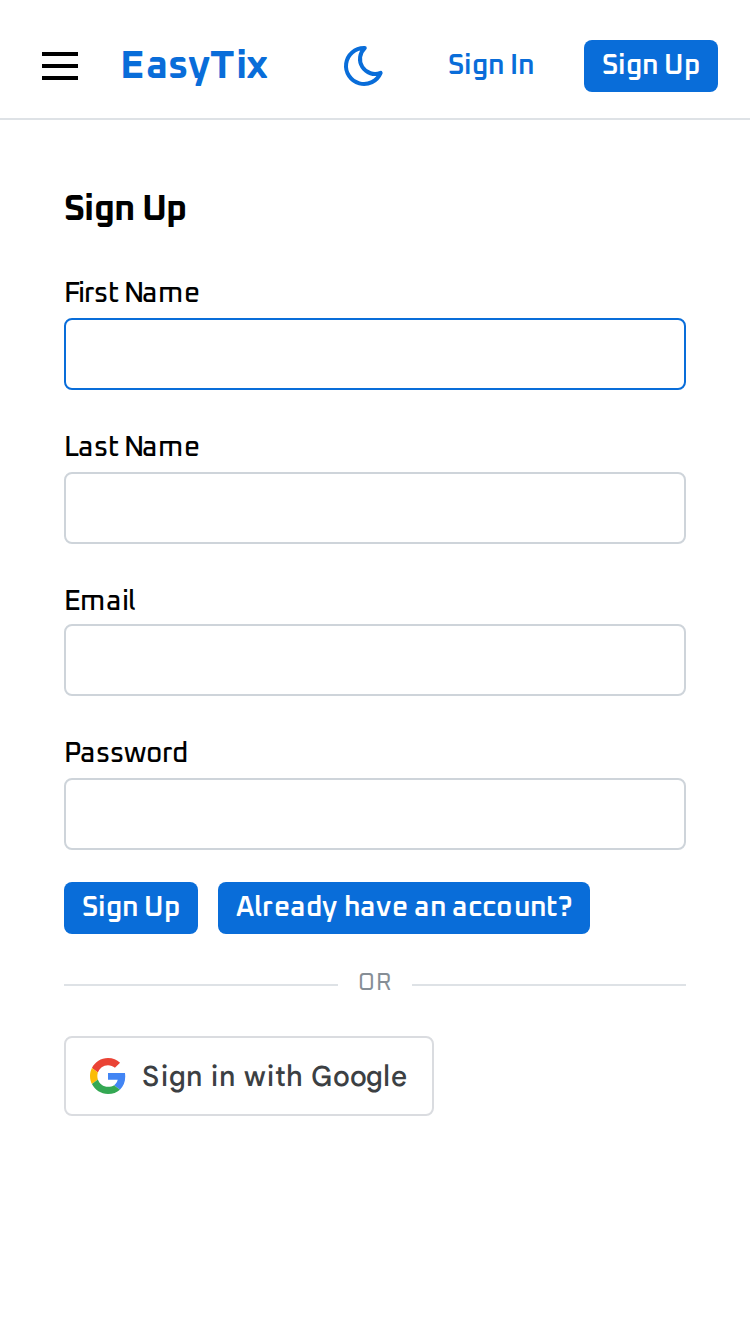 EasyTix Sign In Sign Up
Sign Up
First Name
Last Name
Email
Password
Sign Up Already have an account?
OR
Sign in with Google